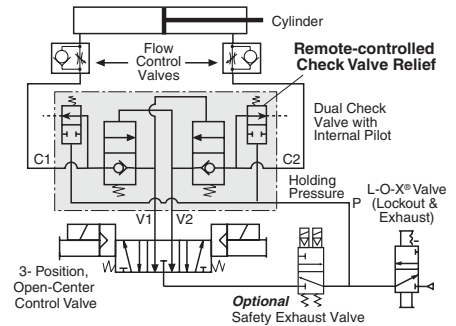 Cylinder
Flow
Control
Valves
Remote-controlled
Check Valve Relief
Dual Check
Valve with
Internal Pilot
C1
C2
Holding
Pressure
P
L-O-X® Valve
(Lockout &
Exhaust)
V1
V2
3- Position,
Open-Center
Control Valve
Optional
Safety Exhaust Valve